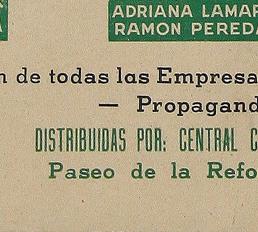 ADRIANA LAMAR
RAMON PEREDA
n de todas las Empresa
— Propagand
DISTRIBUIDAS POR: CENTRAL C
Paseo de la Refo